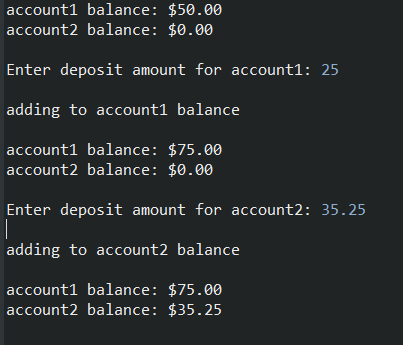 account1 balance: $50.00
account2 balance: $0.00
Enter deposit amount for account1: 25
adding to account1 balance
account1 balance: $75.00
account2 balance: $0.00
Enter deposit amount for account2: 35.25
adding to account2 balance
account1 balance: $75.00
account2 balance: $35.25